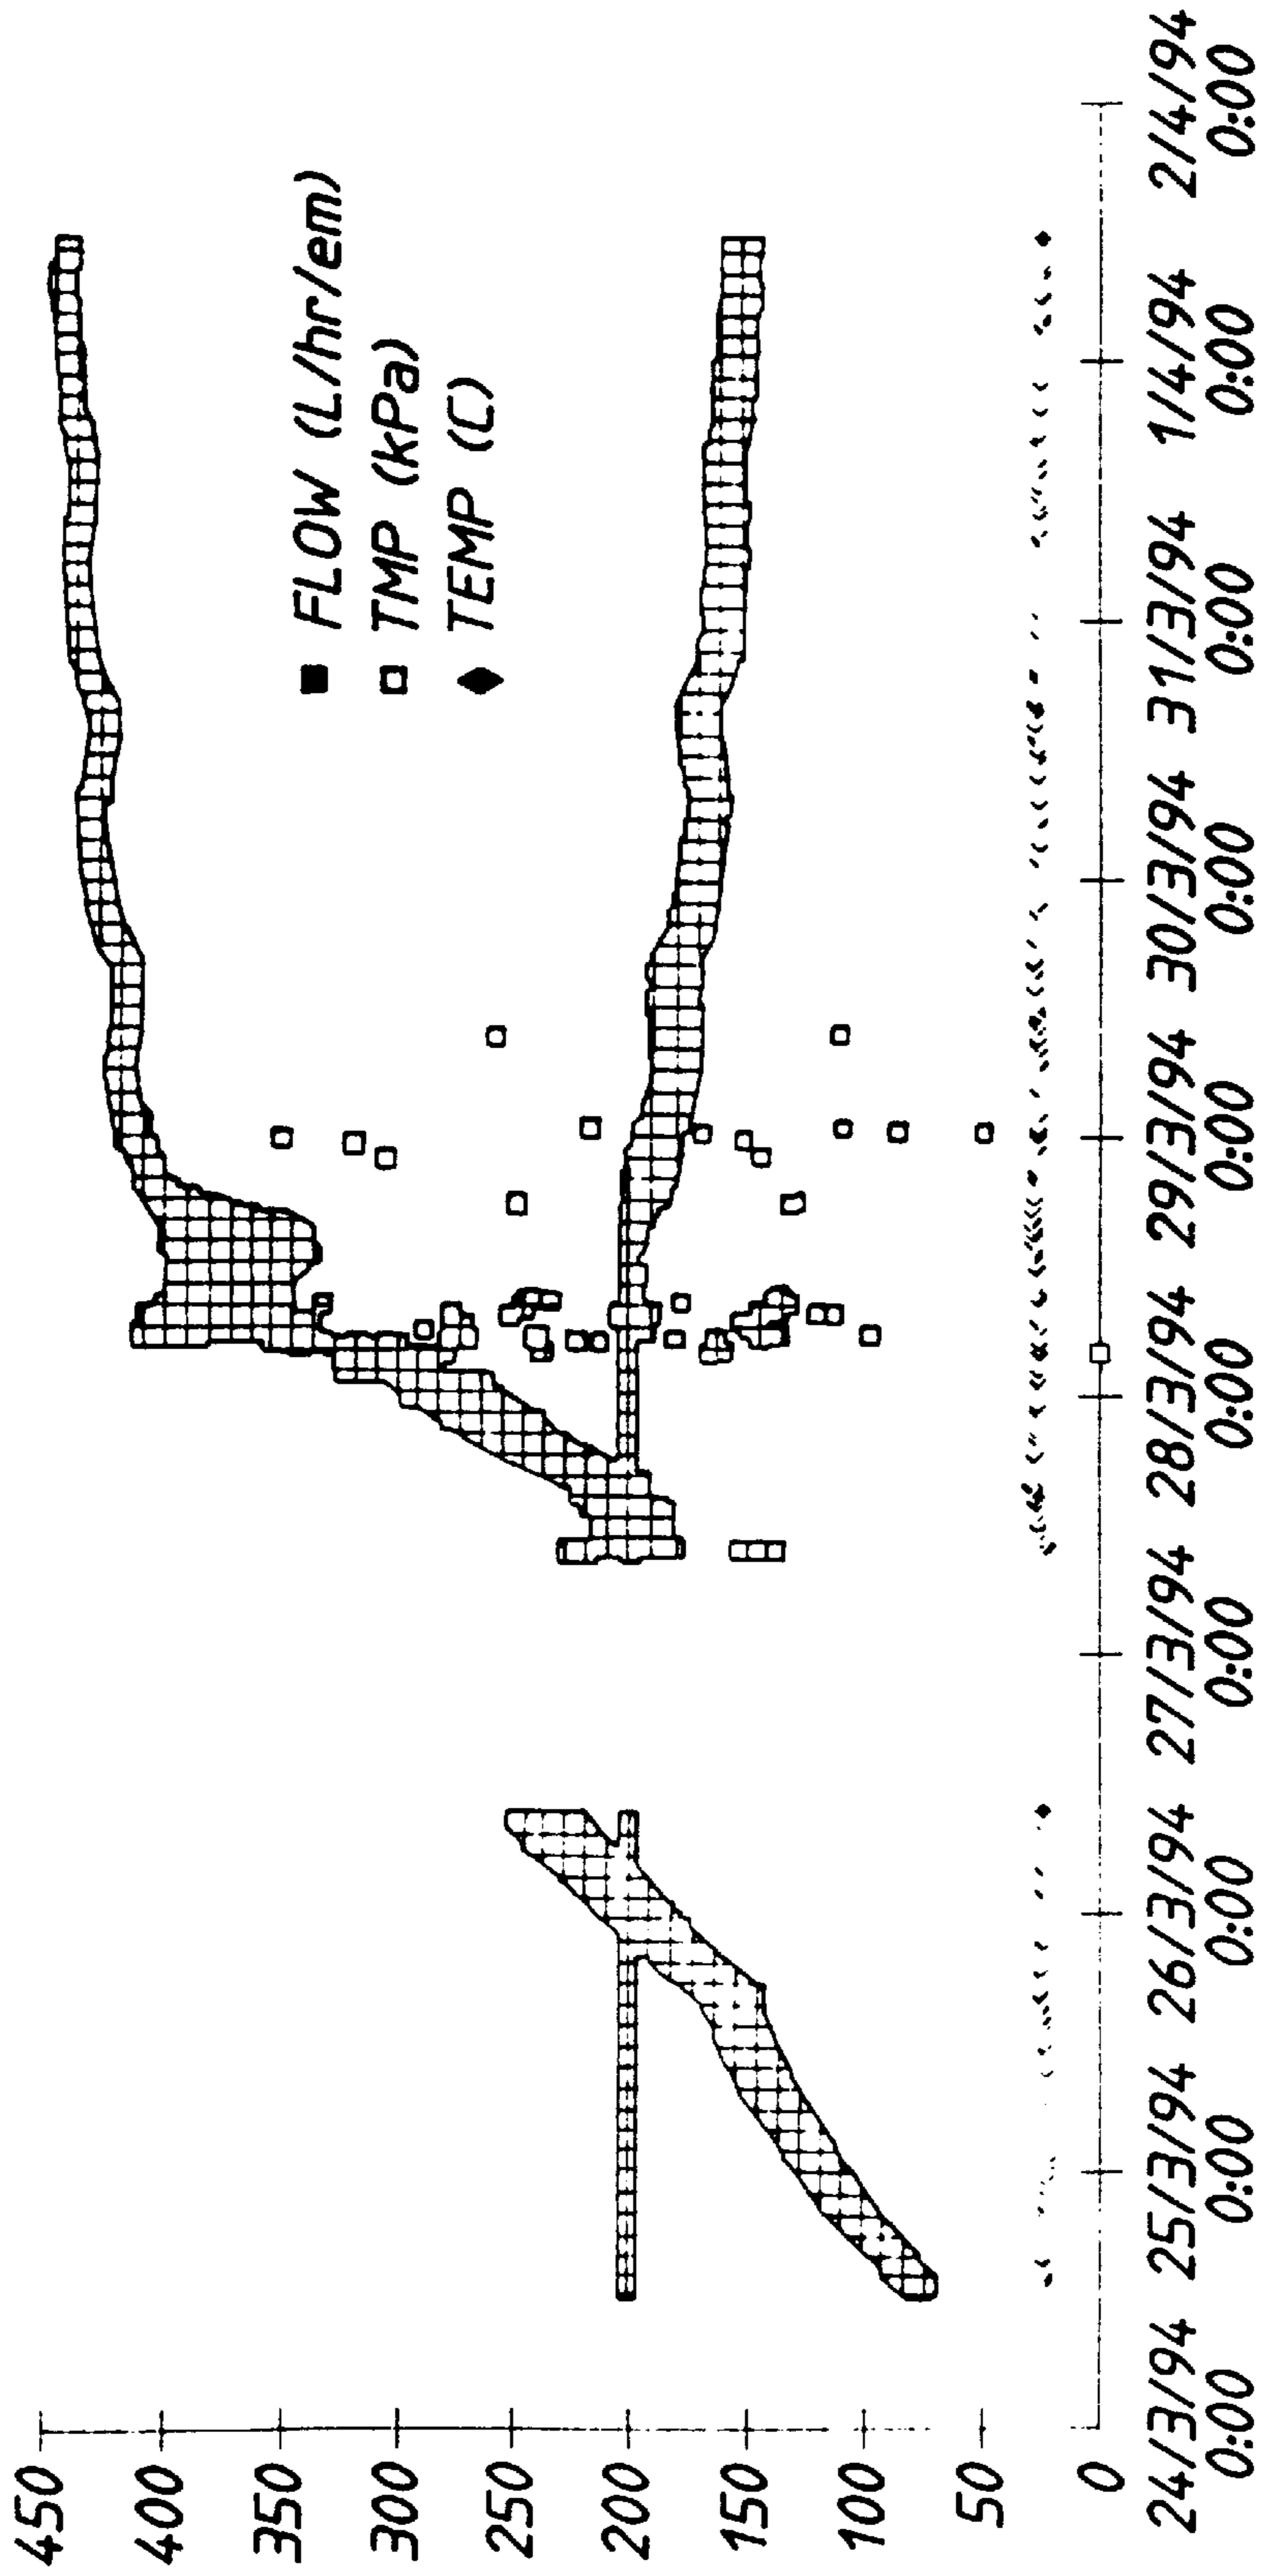 450
400
350
300
250
200
150
100
50
0
■ FLOW (L/hr/em)
□ TMP (kPa)
◆ TEMP (C)
24/3/94 25/3/94 26/3/94 27/3/94 28/3/94 29/3/94 30/3/94 31/3/94 1/4/94 2/4/94
0:00 0:00 0:00 0:00 0:00 0:00 0:00 0:00 0:00 0:00